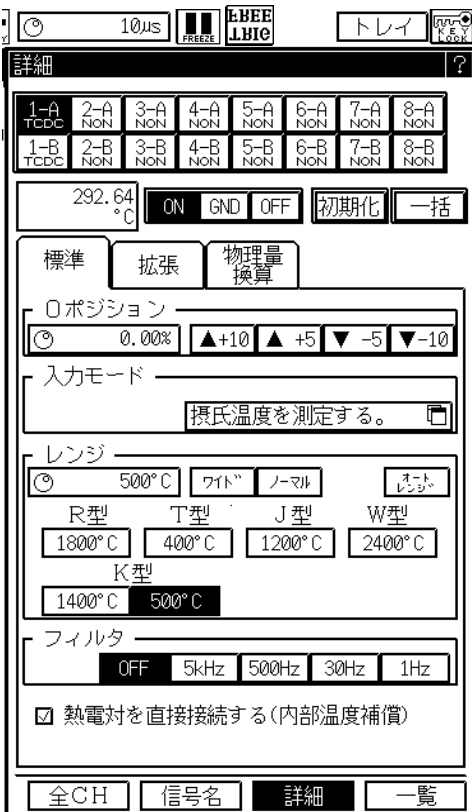 10μs FREEZE FREE TRIG トレイ KEY LOCK
詳細 ?
1-A 2-A 3-A 4-A 5-A 6-A 7-A 8-A
TCDC NON NON NON NON NON NON NON
1-B 2-B 3-B 4-B 5-B 6-B 7-B 8-B
TCDC NON NON NON NON NON NON NON
292.64 °C ON GND OFF 初期化 一括
標準 拡張 物理量換算
0ポジション
0.00% ▲+10 ▲ +5 ▼ -5 ▼-10
入力モード
摂氏温度を測定する。
レンジ
500°C ワイド ノーマル オートレンジ
R型 T型 J型 W型
1800°C 400°C 1200°C 2400°C
K型
1400°C 500°C
フィルタ
OFF 5kHz 500Hz 30Hz 1Hz
☑ 熱電対を直接接続する(内部温度補償)
全CH 信号名 詳細 一覧